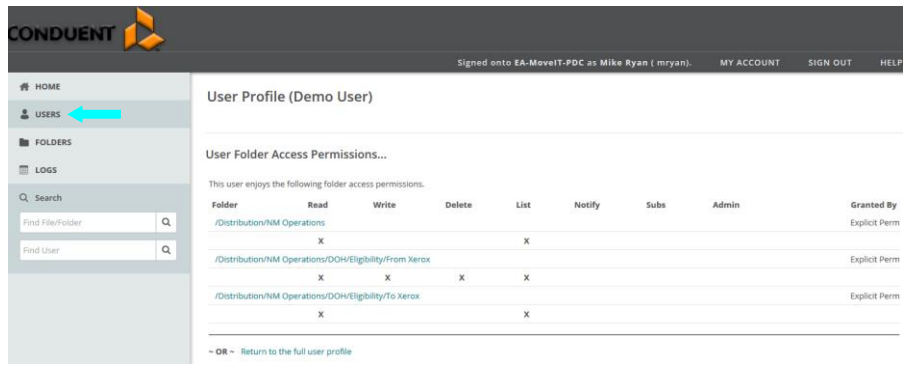 CONDUENT
Signed onto EA-MoveIT-PDC as Mike Ryan ( mryan). MY ACCOUNT SIGN OUT HELP
HOME
USERS
FOLDERS
LOGS
Search
Find File/Folder
Find User
User Profile (Demo User)
User Folder Access Permissions...
This user enjoys the following folder access permissions.
Folder Read Write Delete List Notify Subs Admin Granted By
/Distribution/NM Operations Explicit Perm
X X
/Distribution/NM Operations/DOH/Eligibility/From Xerox Explicit Perm
X X X X
/Distribution/NM Operations/DOH/Eligibility/To Xerox Explicit Perm
X X
~ OR ~ Return to the full user profile